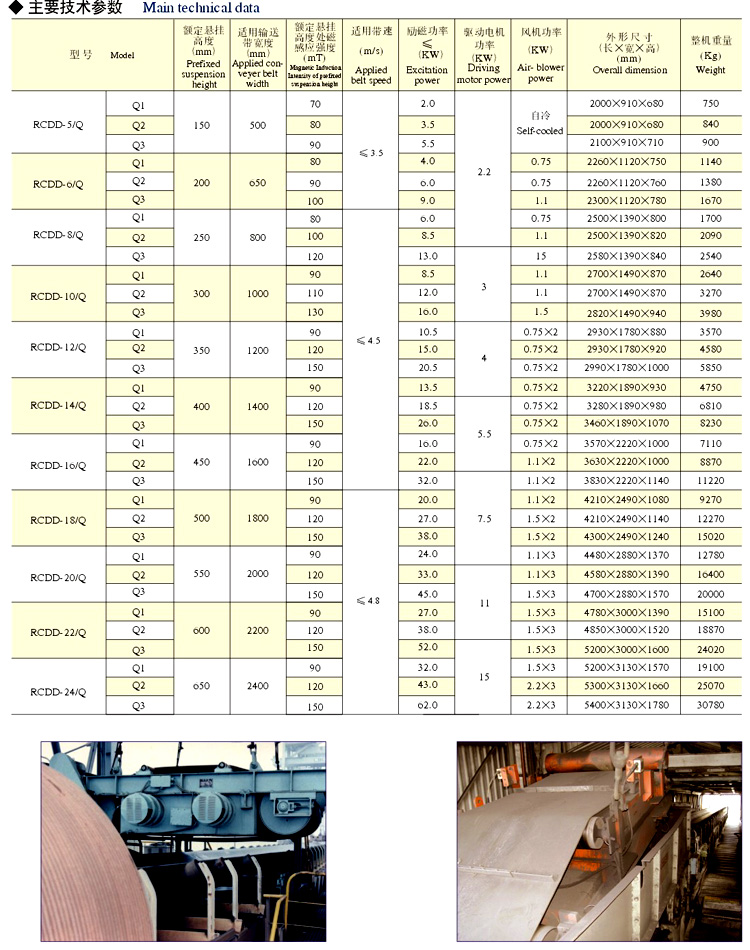 ◆ 主要技术参数 Main technical data
型号 Model 额定悬挂高度 (mm) Prefixed suspension height 适用输送带宽度 (mm) Applied con-veyer belt width 额定悬挂高度处磁感应强度 (mT) Magnetic Induction Intensity of prefixed suspension height 适用带速 (m/s) Applied belt speed 励磁功率 ≤ (KW) Excitation power 驱动电机功率 (KW) Driving motor power 风机功率 (KW) Air- blower power 外形尺寸 (长×宽×高) (mm) Overall dimension 整机重量 (Kg) Weight
RCDD-5/Q Q1 150 500 70 ≤3.5 2.0 2.2 自冷 Self-cooled 2000×910×680 750
Q2 80 3.5 2000×910×680 840
Q3 90 5.5 2100×910×710 900
RCDD-6/Q Q1 200 650 80 4.0 0.75 2260×1120×750 1140
Q2 90 6.0 0.75 2260×1120×760 1380
Q3 100 9.0 1.1 2300×1120×780 1670
RCDD-8/Q Q1 250 800 80 ≤4.5 6.0 0.75 2500×1390×800 1700
Q2 100 8.5 1.1 2500×1390×820 2090
Q3 120 13.0 3 15 2580×1390×840 2540
RCDD-10/Q Q1 300 1000 90 8.5 1.1 2700×1490×870 2640
Q2 110 12.0 1.1 2700×1490×870 3270
Q3 130 16.0 1.5 2820×1490×940 3980
RCDD-12/Q Q1 350 1200 90 10.5 4 0.75×2 2930×1780×880 3570
Q2 120 15.0 0.75×2 2930×1780×920 4580
Q3 150 20.5 0.75×2 2990×1780×1000 5850
RCDD-14/Q Q1 400 1400 90 13.5 0.75×2 3220×1890×930 4750
Q2 120 18.5 5.5 0.75×2 3280×1890×980 6810
Q3 150 26.0 0.75×2 3460×1890×1070 8230
RCDD-16/Q Q1 450 1600 90 16.0 0.75×2 3570×2220×1000 7110
Q2 120 22.0 1.1×2 3630×2220×1000 8870
Q3 150 32.0 7.5 1.1×2 3830×2220×1140 11220
RCDD-18/Q Q1 500 1800 90 ≤4.8 20.0 1.1×2 4210×2490×1080 9270
Q2 120 27.0 1.5×2 4210×2490×1140 12270
Q3 150 38.0 1.5×2 4300×2490×1240 15020
RCDD-20/Q Q1 550 2000 90 24.0 1.1×3 4480×2880×1370 12780
Q2 120 33.0 11 1.1×3 4580×2880×1390 16400
Q3 150 45.0 1.5×3 4700×2880×1570 20000
RCDD-22/Q Q1 600 2200 90 27.0 1.5×3 4780×3000×1390 15100
Q2 120 38.0 1.5×3 4850×3000×1520 18870
Q3 150 52.0 15 1.5×3 5200×3000×1600 24020
RCDD-24/Q Q1 650 2400 90 32.0 1.5×3 5200×3130×1570 19100
Q2 120 43.0 2.2×3 5300×3130×1660 25070
Q3 150 62.0 2.2×3 5400×3130×1780 30780